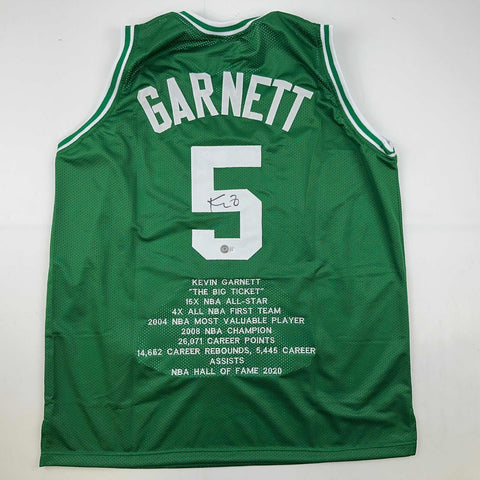 GARNETT
5
KEVIN GARNETT
"THE BIG TICKET"
15X NBA ALL-STAR
4X ALL NBA FIRST TEAM
2004 NBA MOST VALUABLE PLAYER
2008 NBA CHAMPION
26,071 CAREER POINTS
14,662 CAREER REBOUNDS, 5,445 CAREER
ASSISTS
NBA HALL OF FAME 2020